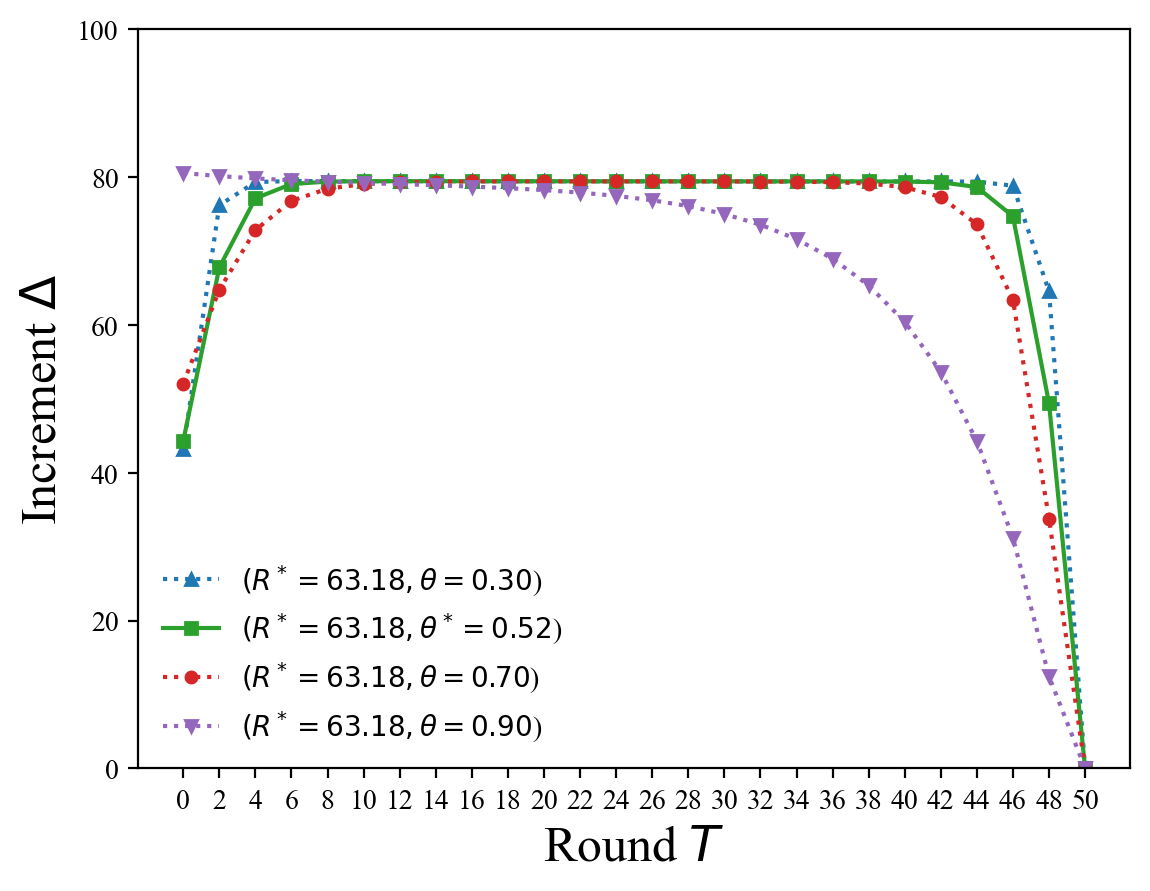 100
80
60
40
20
0
Increment Δ
(R* = 63.18, θ = 0.30)
(R* = 63.18, θ* = 0.52)
(R* = 63.18, θ = 0.70)
(R* = 63.18, θ = 0.90)
0 2 4 6 8 10 12 14 16 18 20 22 24 26 28 30 32 34 36 38 40 42 44 46 48 50
Round T